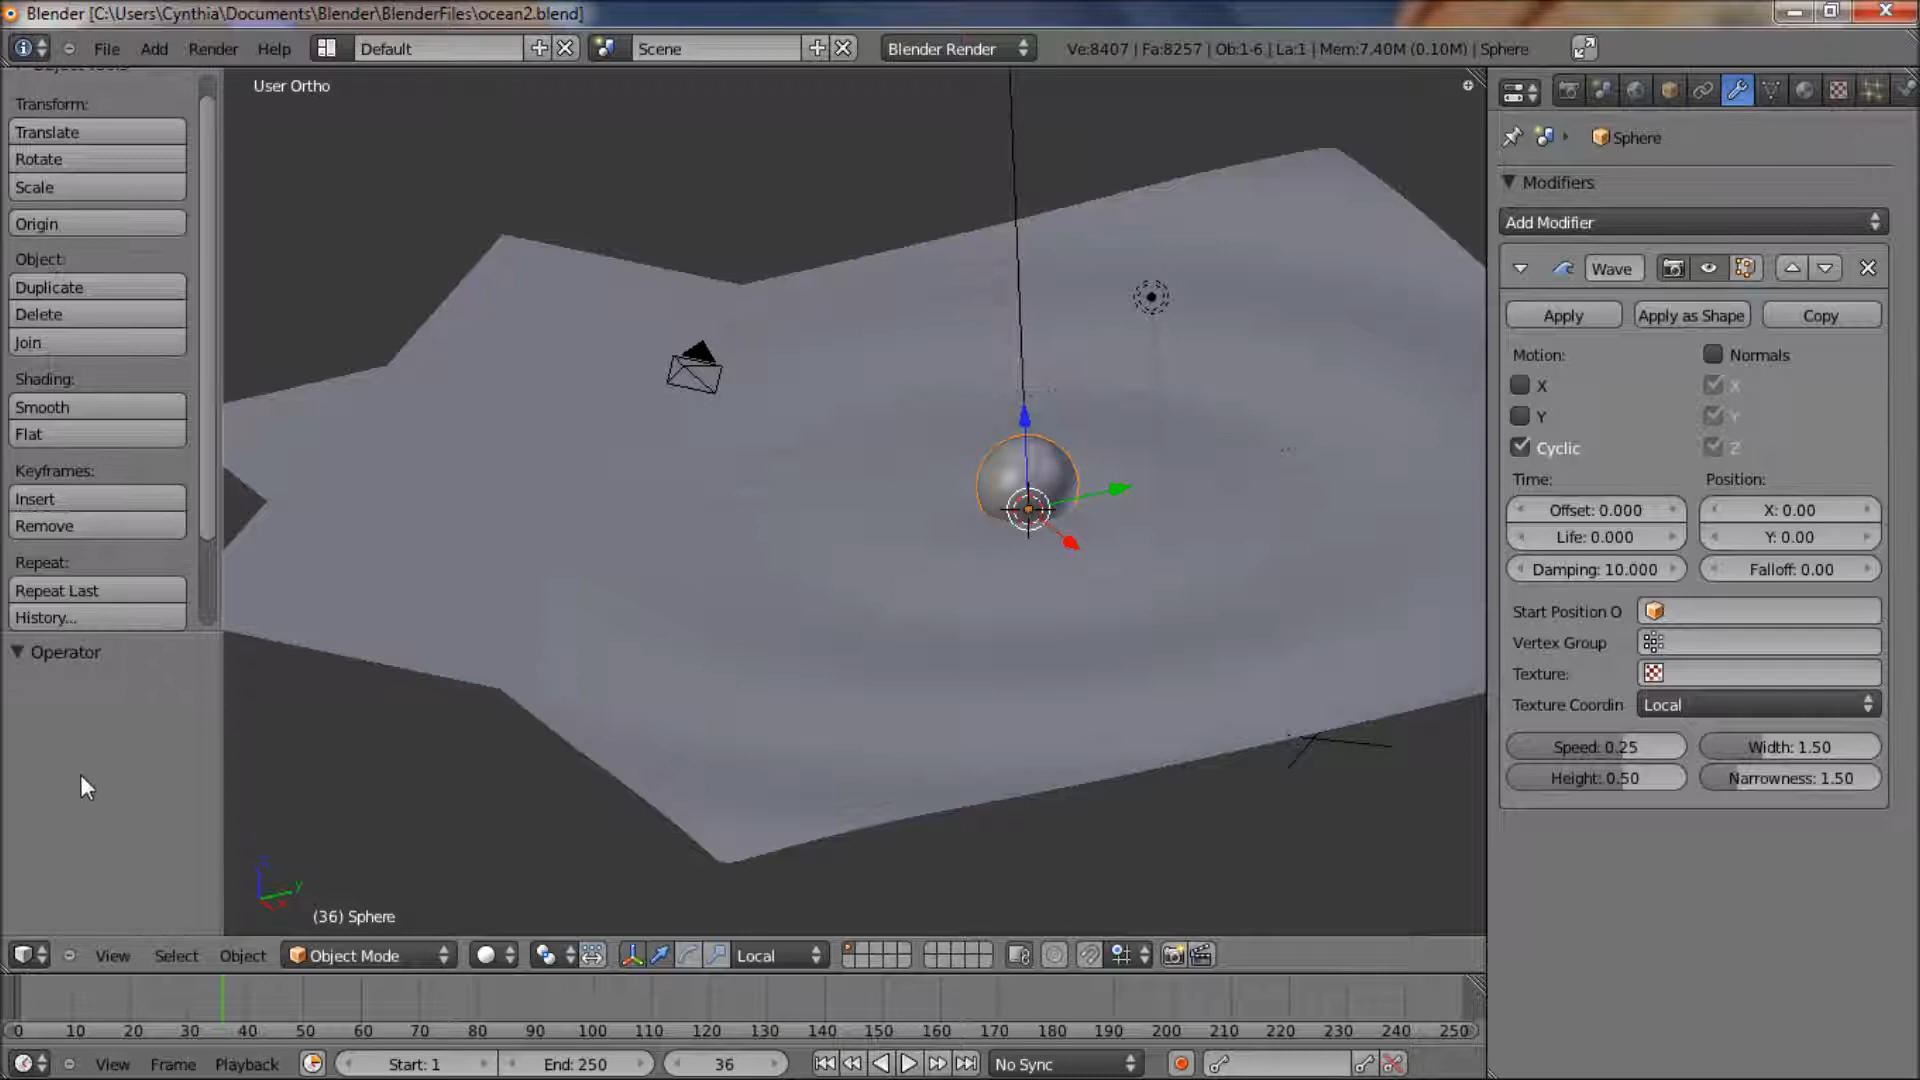 Blender [C:\Users\Cynthia\Documents\Blender\BlenderFiles\ocean2.blend]
File Add Render Help Default Scene Blender Render Ve:8407 | Fa:8257 | Ob:1-6 | La:1 | Mem:7.40M (0.10M) | Sphere
Transform:
Translate
Rotate
Scale
Origin
Object:
Duplicate
Delete
Join
Shading:
Smooth
Flat
Keyframes:
Insert
Remove
Repeat:
Repeat Last
History...
Operator
User Ortho
(36) Sphere
Sphere
Modifiers
Add Modifier
Wave
Apply Apply as Shape Copy
Motion: Normals
X X
Y Y
Cyclic Z
Time: Position:
Offset: 0.000 X: 0.00
Life: 0.000 Y: 0.00
Damping: 10.000 Falloff: 0.00
Start Position O
Vertex Group
Texture:
Texture Coordin Local
Speed: 0.25 Width: 1.50
Height: 0.50 Narrowness: 1.50
View Select Object Object Mode Local
0 10 20 30 40 50 60 70 80 90 100 110 120 130 140 150 160 170 180 190 200 210 220 230 240 250
View Frame Playback Start: 1 End: 250 36 No Sync